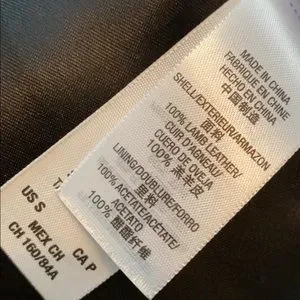 MADE IN CHINA
FABRIQUE EN CHINE
HECHO EN CHINA
中国制造
SHELL/EXTERIEUR/ARMAZON
面料
100% LAMB LEATHER/
CUIR D'AGNEAU/
CUERO DE OVEJA
100% 羔羊皮
LINING/DOUBLURE/FORRO
里料
100% ACETATE/ACÉTATE/
ACETATO
100% 醋酯纤维
US S
CA P
MEX CH
CH 160/84A